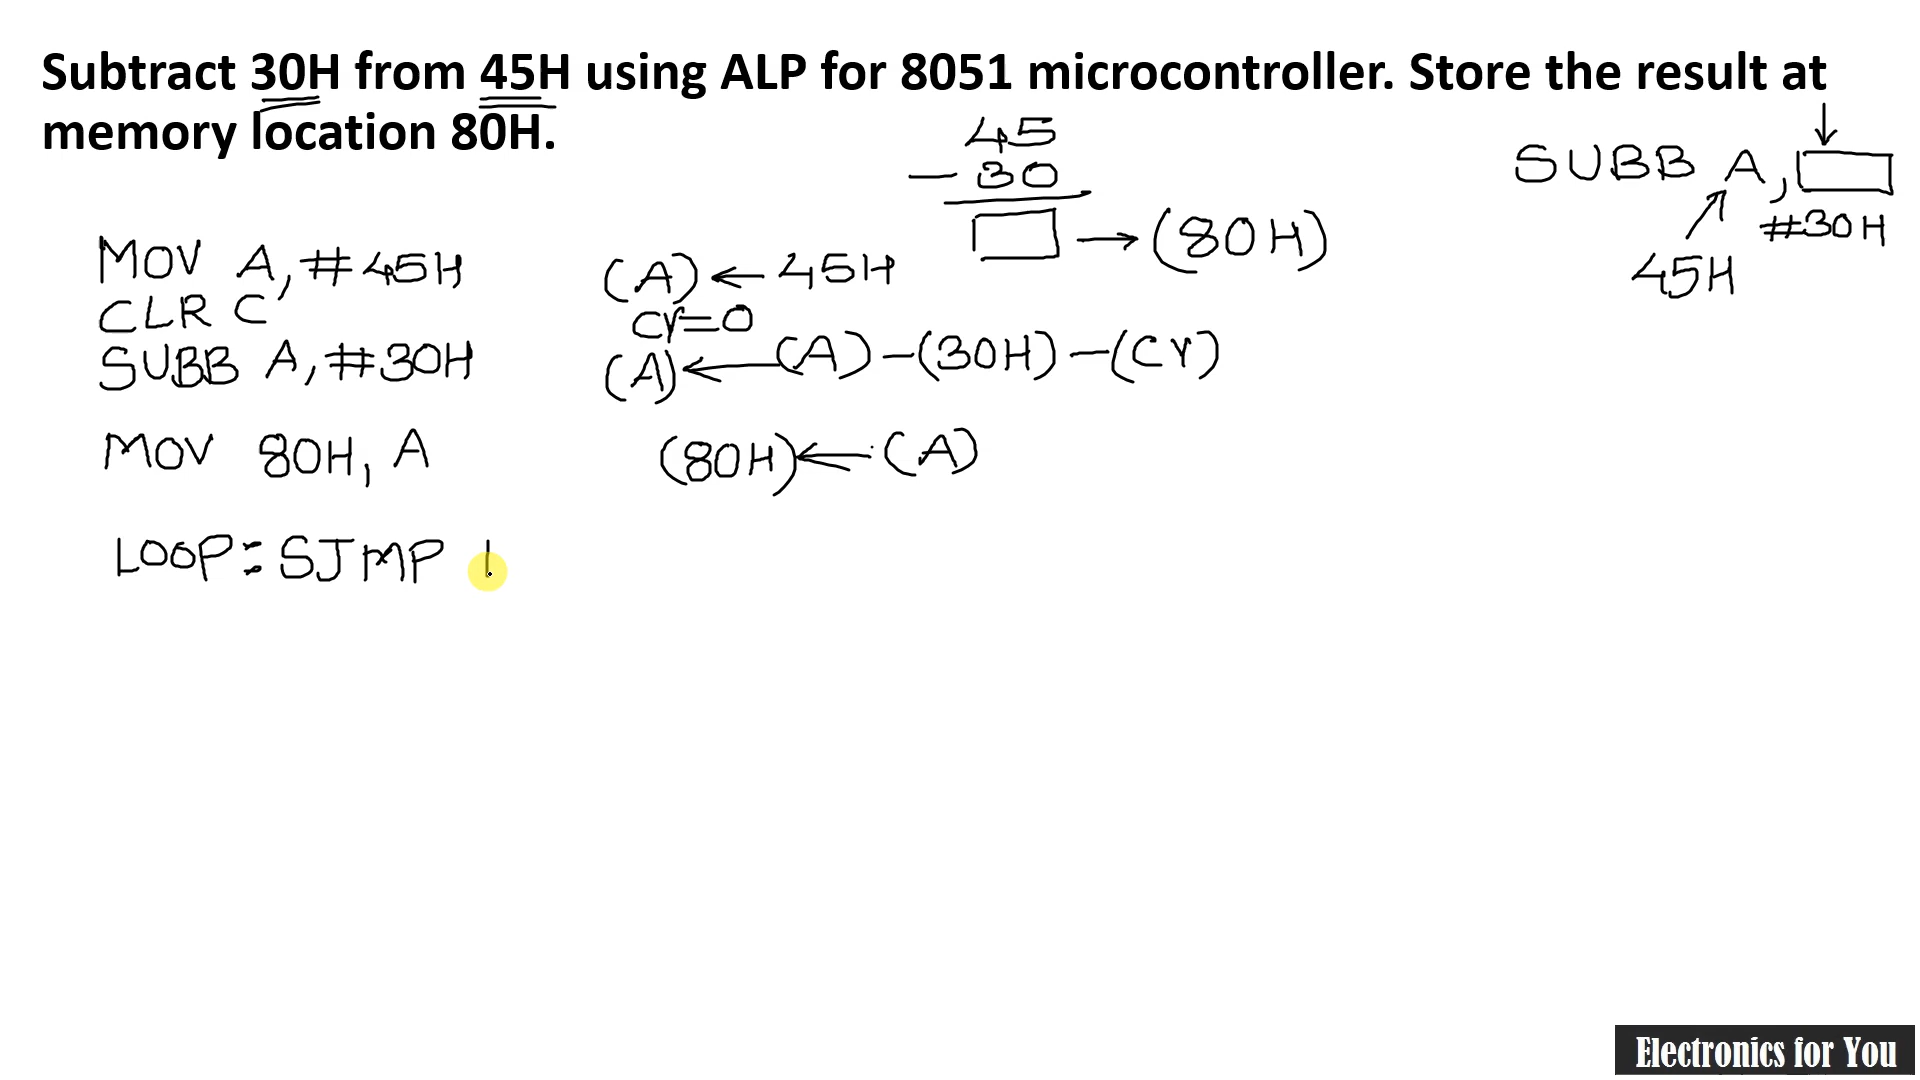 Subtract 30H from 45H using ALP for 8051 microcontroller. Store the result at
memory location 80H.
45
- 30
→ (80H)
SUBB A,
#30H
45H
MOV A, #45H
(A) ← 45H
CLR C
CY=0
SUBB A, #30H
(A) ← (A) - (30H) - (CY)
MOV 80H, A
(80H) ← (A)
LOOP: SJMP L
Electronics for You